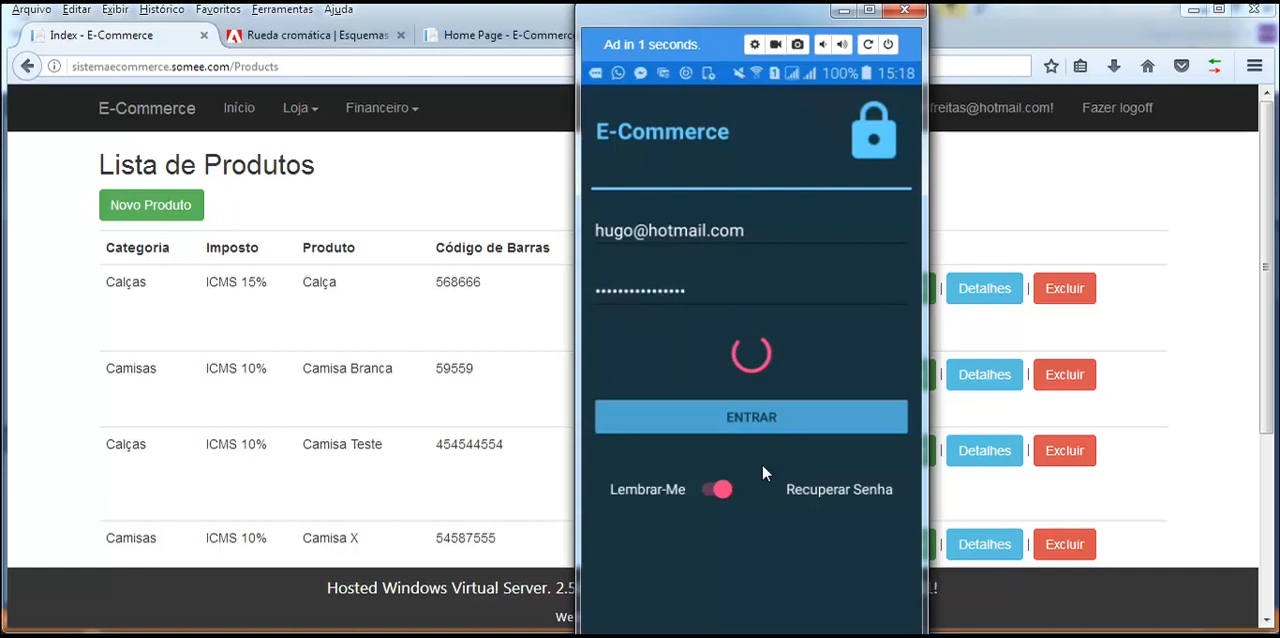 Arquivo Editar Exibir Histórico Favoritos Ferramentas Ajuda
Index - E-Commerce
Rueda cromática | Esquemas
Home Page - E-Commerce
sistemaecommerce.somee.com/Products
E-Commerce Início Loja Financeiro
freitas@hotmail.com! Fazer logoff
Lista de Produtos
Novo Produto
Categoria Imposto Produto Código de Barras
Calças ICMS 15% Calça 568666 | Detalhes | Excluir
Camisas ICMS 10% Camisa Branca 59559 | Detalhes | Excluir
Calças ICMS 10% Camisa Teste 454544554 | Detalhes | Excluir
Camisas ICMS 10% Camisa X 54587555 | Detalhes | Excluir
Hosted Windows Virtual Server. 2.5
We
Ad in 1 seconds.
100% 15:18
E-Commerce
hugo@hotmail.com
••••••••••••••••
ENTRAR
Lembrar-Me Recuperar Senha